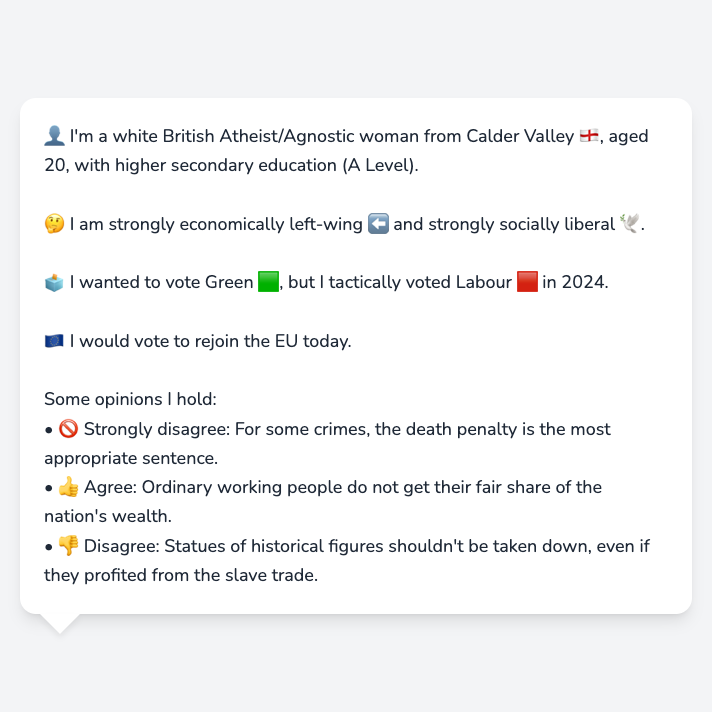 👤 I'm a white British Atheist/Agnostic woman from Calder Valley 🏴󠁧󠁢󠁥󠁮󠁧󠁿, aged
20, with higher secondary education (A Level).
🤔 I am strongly economically left-wing ⬅️ and strongly socially liberal 🕊️.
🗳️ I wanted to vote Green 🟩, but I tactically voted Labour 🟥 in 2024.
🇪🇺 I would vote to rejoin the EU today.
Some opinions I hold:
• 🚫 Strongly disagree: For some crimes, the death penalty is the most
appropriate sentence.
• 👍 Agree: Ordinary working people do not get their fair share of the
nation's wealth.
• 👎 Disagree: Statues of historical figures shouldn't be taken down, even if
they profited from the slave trade.